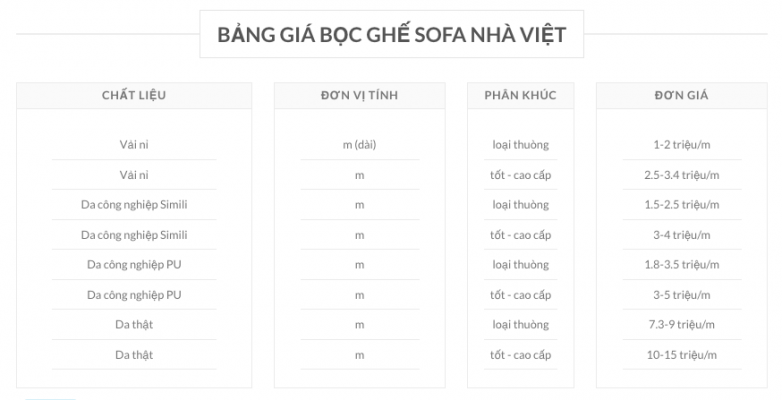 BẢNG GIÁ BỌC GHẾ SOFA NHÀ VIỆT
CHẤT LIỆU ĐƠN VỊ TÍNH PHÂN KHÚC ĐƠN GIÁ
Vải nỉ m (dài) loại thường 1-2 triệu/m
Vải nỉ m tốt - cao cấp 2.5-3.4 triệu/m
Da công nghiệp Simili m loại thường 1.5-2.5 triệu/m
Da công nghiệp Simili m tốt - cao cấp 3-4 triệu/m
Da công nghiệp PU m loại thường 1.8-3.5 triệu/m
Da công nghiệp PU m tốt - cao cấp 3-5 triệu/m
Da thật m loại thường 7.3-9 triệu/m
Da thật m tốt - cao cấp 10-15 triệu/m